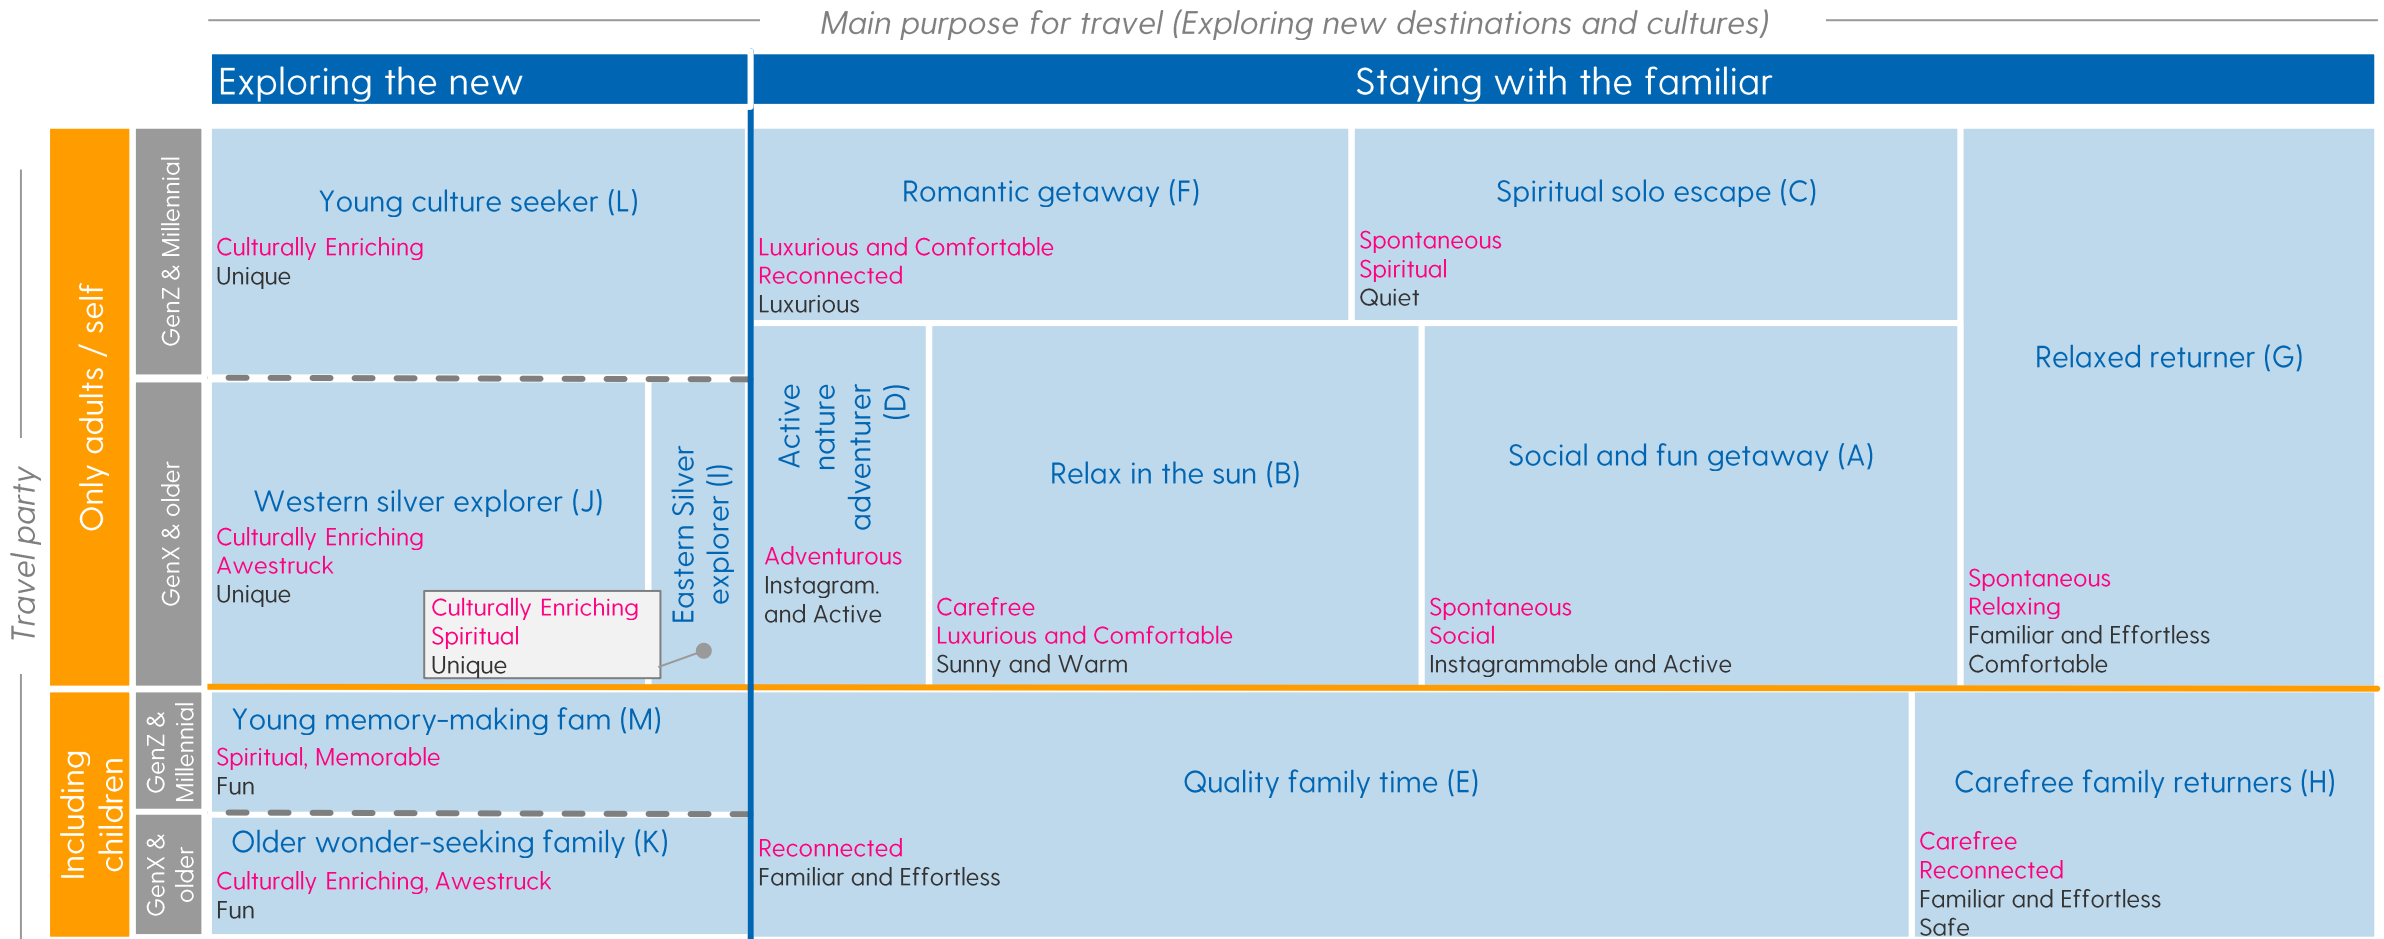 Main purpose for travel (Exploring new destinations and cultures)
Exploring the new
Staying with the familiar
Travel party
Only adults / self
GenZ & Millennial
Young culture seeker (L)
Culturally Enriching
Unique
Romantic getaway (F)
Luxurious and Comfortable
Reconnected
Luxurious
Spiritual solo escape (C)
Spontaneous
Spiritual
Quiet
Relaxed returner (G)
Spontaneous
Relaxing
Familiar and Effortless
Comfortable
GenX & older
Western silver explorer (J)
Culturally Enriching
Awestruck
Unique
Eastern Silver
explorer (I)
Culturally Enriching
Spiritual
Unique
Active
nature
adventurer
(D)
Adventurous
Instagram.
and Active
Relax in the sun (B)
Carefree
Luxurious and Comfortable
Sunny and Warm
Social and fun getaway (A)
Spontaneous
Social
Instagrammable and Active
Including
children
GenZ &
Millennial
Young memory-making fam (M)
Spiritual, Memorable
Fun
GenX &
older
Older wonder-seeking family (K)
Culturally Enriching, Awestruck
Fun
Quality family time (E)
Reconnected
Familiar and Effortless
Carefree family returners (H)
Carefree
Reconnected
Familiar and Effortless
Safe